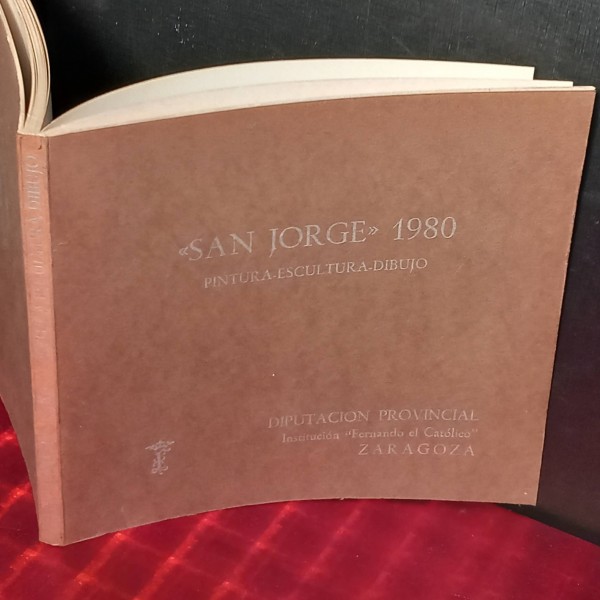 «SAN JORGE» 1980
PINTURA-ESCULTURA-DIBUJO
DIPUTACION PROVINCIAL
Institución "Fernando el Católico"
ZARAGOZA